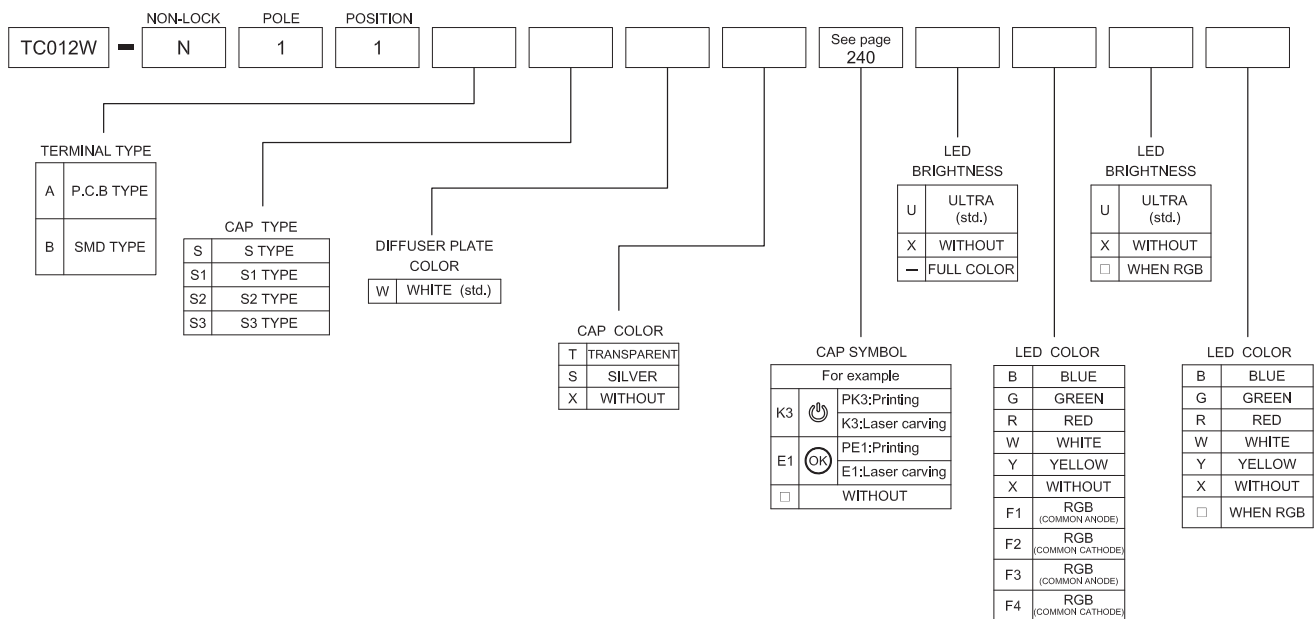 NON-LOCK POLE POSITION
TC012W - N 1 1 See page 240
TERMINAL TYPE
A P.C.B TYPE
B SMD TYPE
CAP TYPE
S S TYPE
S1 S1 TYPE
S2 S2 TYPE
S3 S3 TYPE
DIFFUSER PLATE
COLOR
W WHITE (std.)
CAP COLOR
T TRANSPARENT
S SILVER
X WITHOUT
CAP SYMBOL
For example
K3 PK3:Printing
K3:Laser carving
E1 OK PE1:Printing
E1:Laser carving
□ WITHOUT
LED
BRIGHTNESS
U ULTRA
(std.)
X WITHOUT
— FULL COLOR
LED COLOR
B BLUE
G GREEN
R RED
W WHITE
Y YELLOW
X WITHOUT
F1 RGB
(COMMON ANODE)
F2 RGB
(COMMON CATHODE)
F3 RGB
(COMMON ANODE)
F4 RGB
(COMMON CATHODE)
LED
BRIGHTNESS
U ULTRA
(std.)
X WITHOUT
□ WHEN RGB
LED COLOR
B BLUE
G GREEN
R RED
W WHITE
Y YELLOW
X WITHOUT
□ WHEN RGB